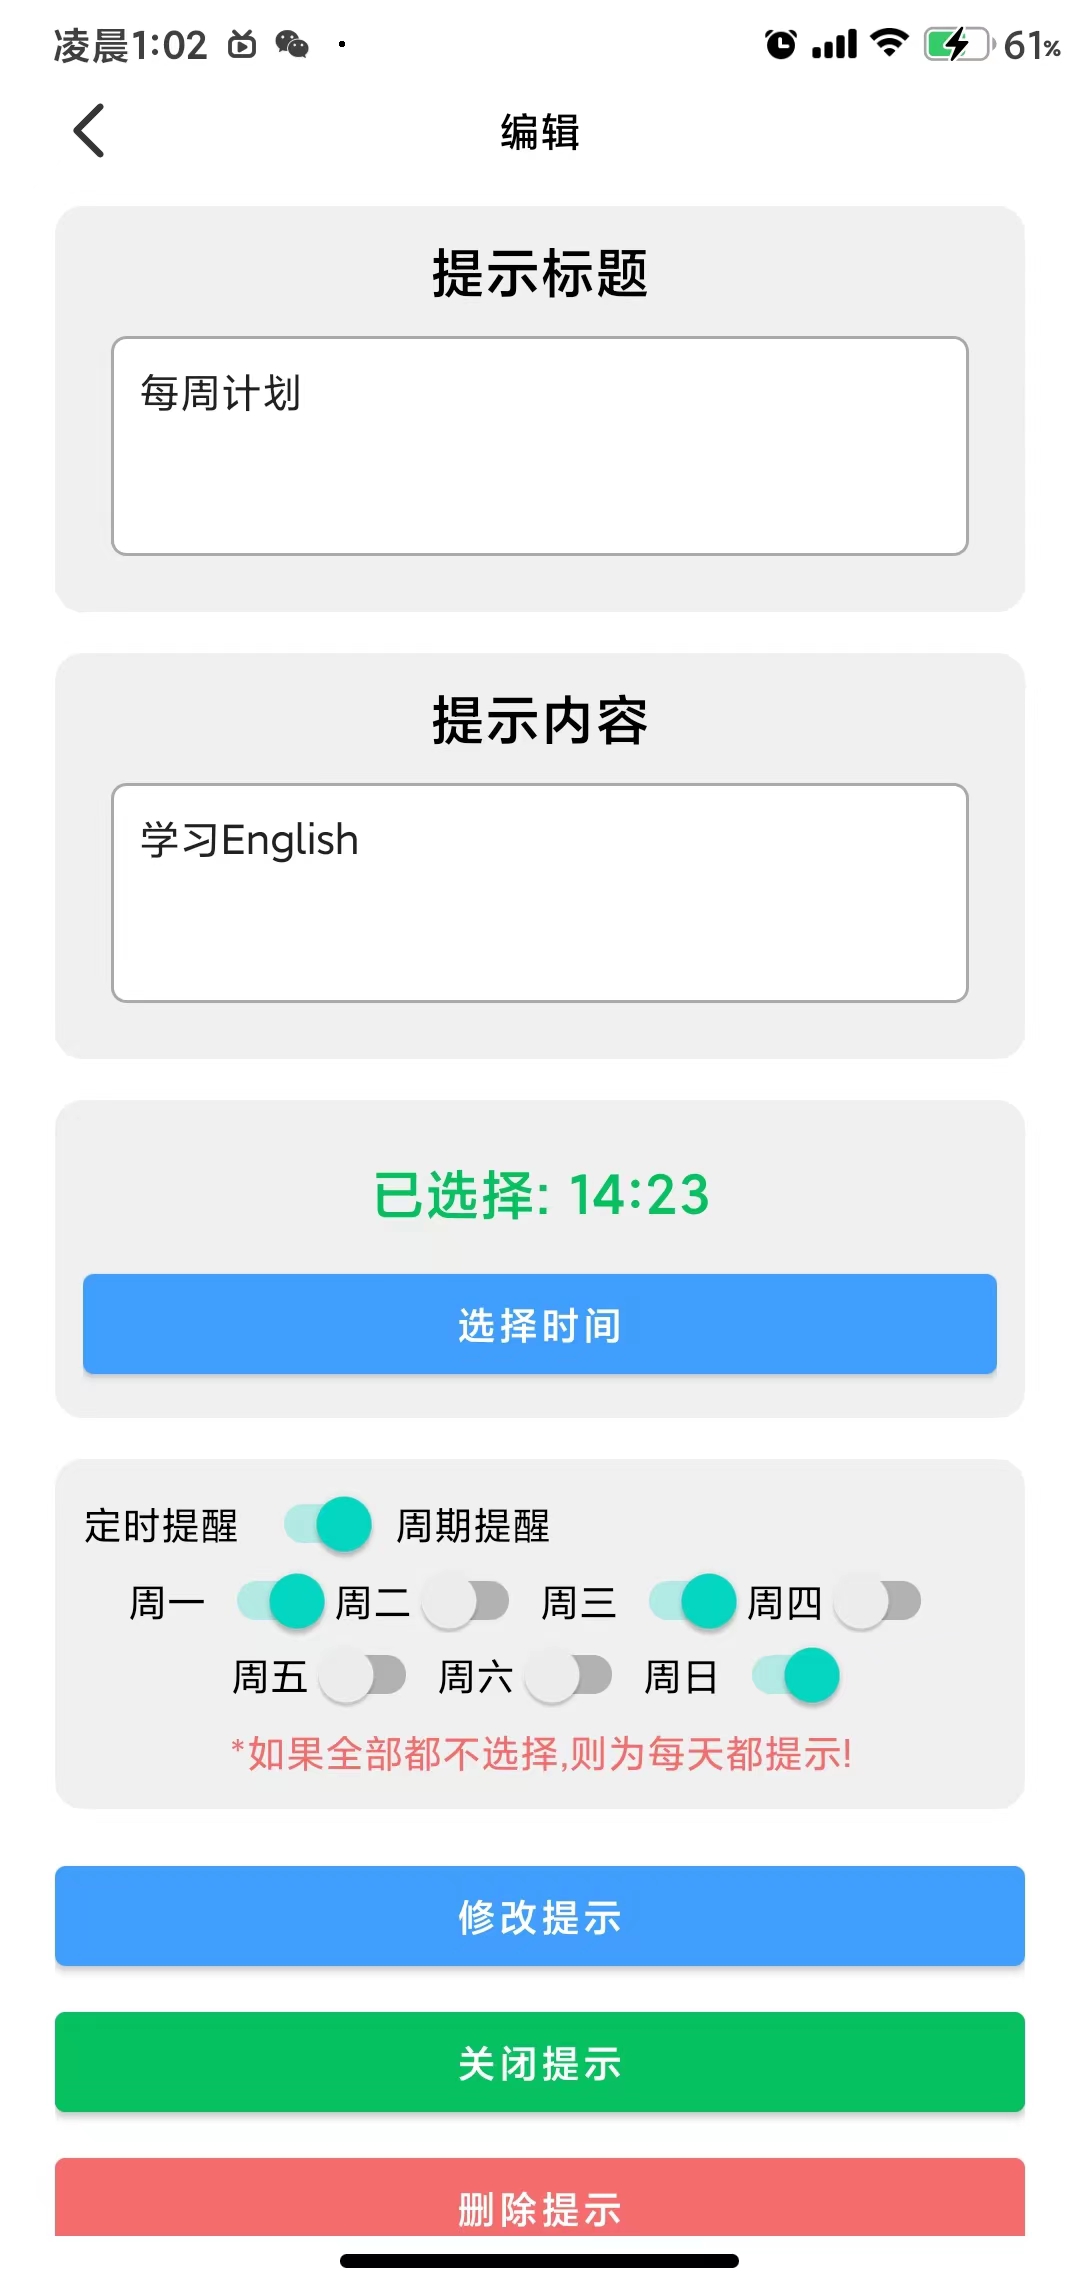 凌晨1:02 61%
编辑
提示标题
每周计划
提示内容
学习English
已选择: 14:23
选择时间
定时提醒 周期提醒
周一 周二 周三 周四
周五 周六 周日
*如果全部都不选择,则为每天都提示!
修改提示
关闭提示
删除提示